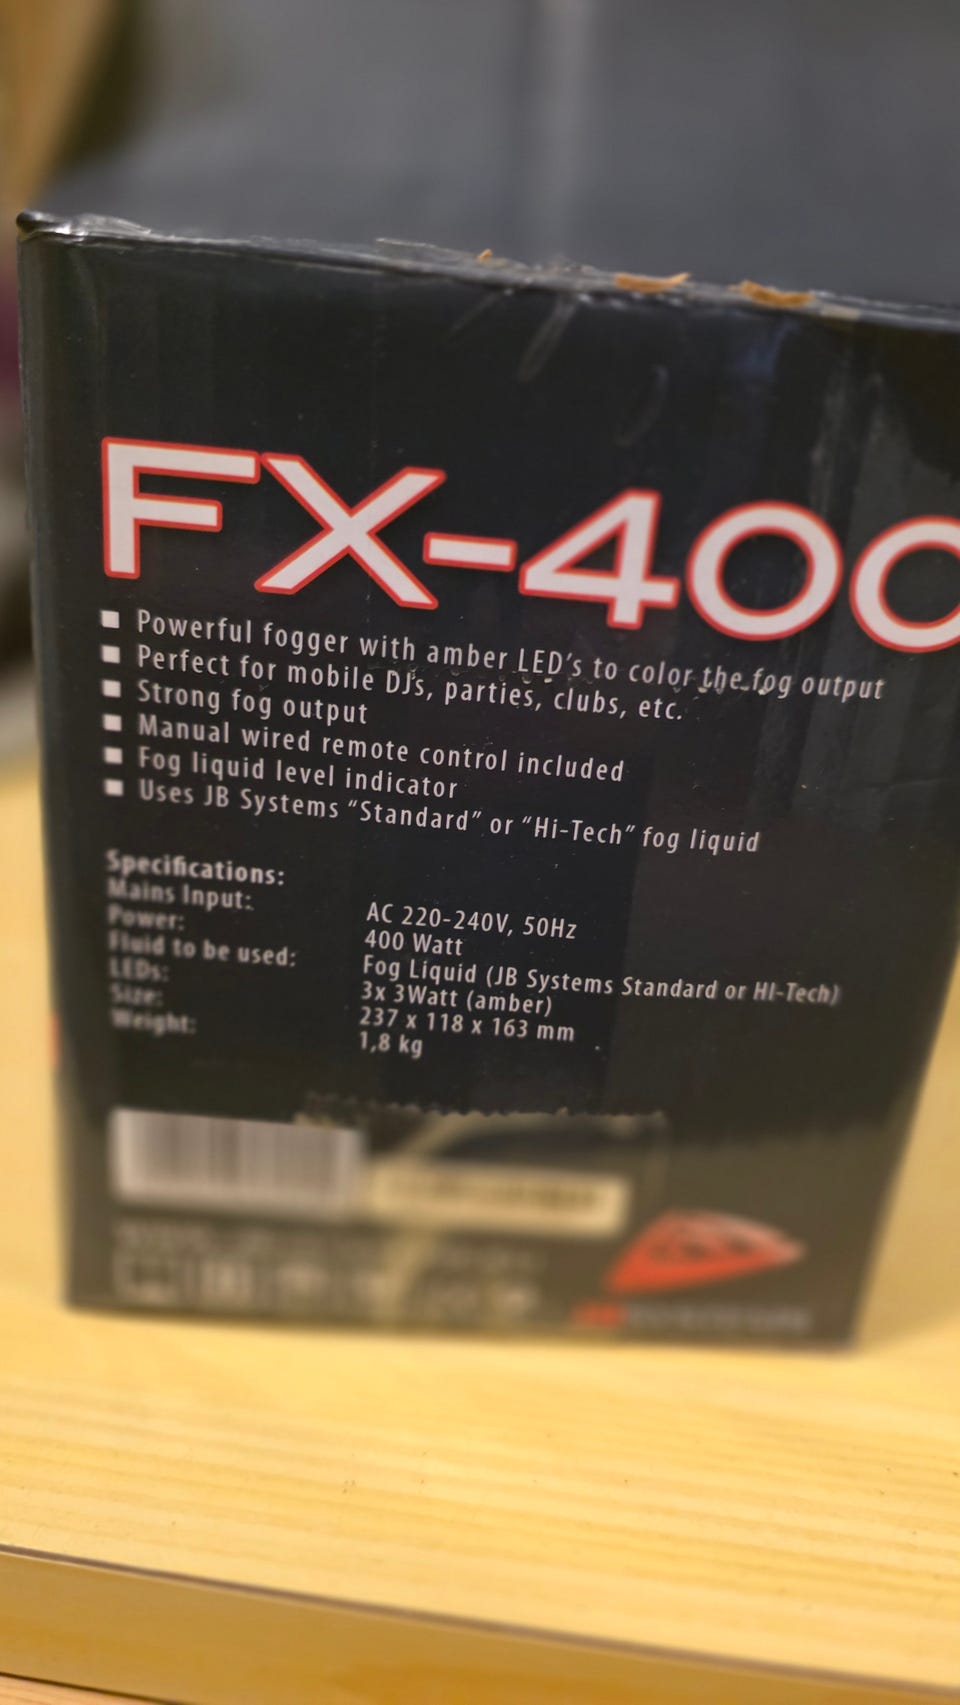 FX-400
■ Powerful fogger with amber LED's to color the fog output
■ Perfect for mobile DJs, parties, clubs, etc.
■ Strong fog output
■ Manual wired remote control included
■ Fog liquid level indicator
■ Uses JB Systems “Standard” or “Hi-Tech” fog liquid
Specifications:
Mains Input: AC 220-240V, 50Hz
Power: 400 Watt
Fluid to be used: Fog Liquid (JB Systems Standard or HI-Tech)
LEDs: 3x 3Watt (amber)
Size: 237 x 118 x 163 mm
Weight: 1,8 kg